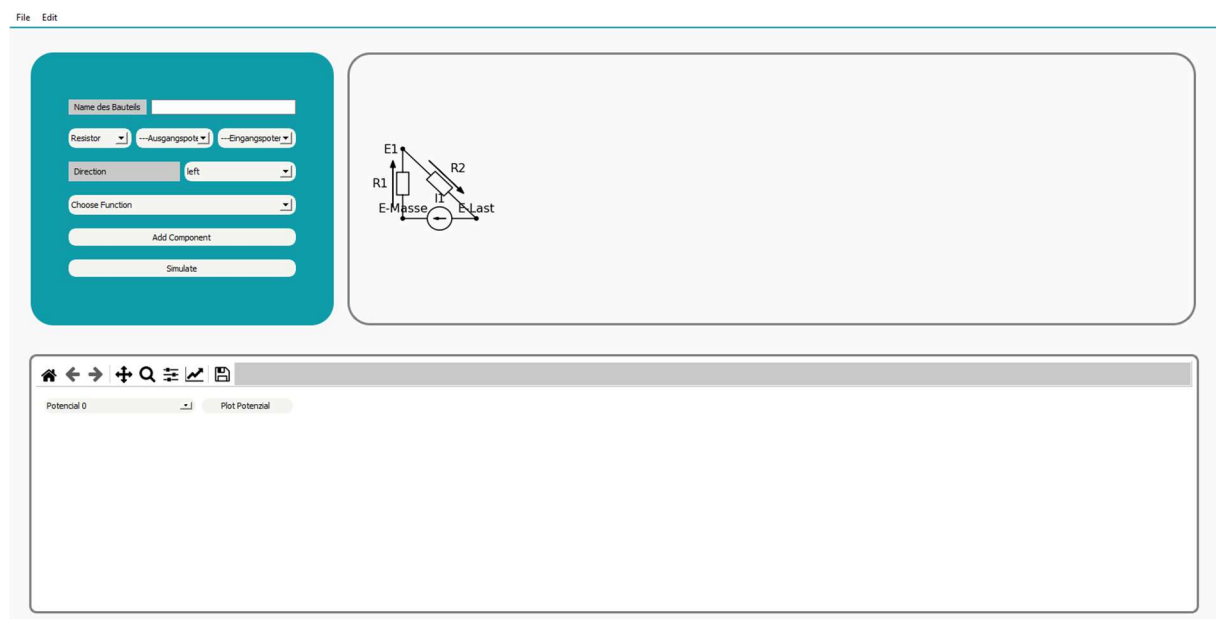 File Edit
Name des Bauteils
Resistor ---Ausgangspote ---Eingangspoter
Direction left
Choose Function
Add Component
Simulate
E1
R2
R1
I1
E-Masse E-Last
Potencial 0 Plot Potenzial